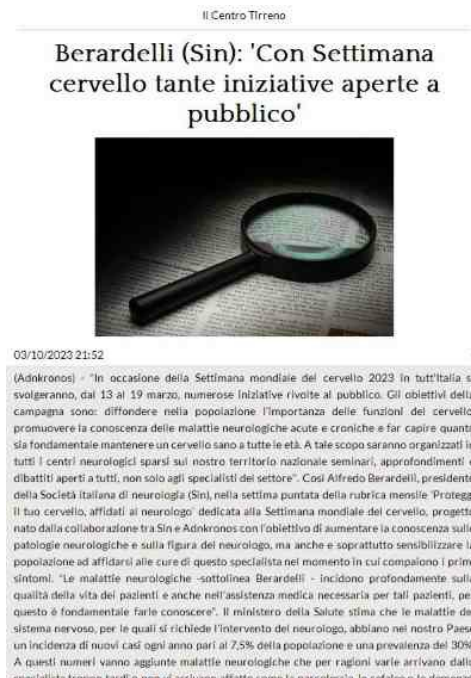 Il Centro Tirreno
Berardelli (Sin): 'Con Settimana
cervello tante iniziative aperte a
pubblico'
03/10/2023 21:52
(Adnkronos) - "In occasione della Settimana mondiale del cervello 2023 in tutt'Italia s
svolgeranno, dal 13 al 19 marzo, numerose iniziative rivolte al pubblico. Gli obiettivi della
campagna sono: diffondere nella popolazione l'importanza delle funzioni del cervello
promuovere la conoscenza delle malattie neurologiche acute e croniche e far capire quanto
sia fondamentale mantenere un cervello sano a tutte le età. A tale scopo saranno organizzati in
tutti i centri neurologici sparsi sul nostro territorio nazionale seminari, approfondimenti e
dibattiti aperti a tutti, non solo agli specialisti del settore". Così Alfredo Berardelli, presidente
della Società italiana di neurologia (Sin), nella settima puntata della rubrica mensile 'Protegg
il tuo cervello, affidati al neurologo' dedicata alla Settimana mondiale del cervello, progetto
nato dalla collaborazione tra Sin e Adnkronos con l'obiettivo di aumentare la conoscenza sulle
patologie neurologiche e sulla figura del neurologo, ma anche e soprattutto sensibilizzare la
popolazione ad affidarsi alle cure di questo specialista nel momento in cui compaiono i primi
sintomi. "Le malattie neurologiche -sottolinea Berardelli - incidono profondamente sulla
qualità della vita dei pazienti e anche nell'assistenza medica necessaria per tali pazienti, per
questo è fondamentale farle conoscere". Il ministero della Salute stima che le malattie del
sistema nervoso, per le quali si richiede l'intervento del neurologo, abbiano nel nostro Paese
un incidenza di nuovi casi ogni anno pari al 7,5% della popolazione e una prevalenza del 30%
A questi numeri vanno aggiunte malattie neurologiche che per ragioni varie arrivano dallo
specialista troppo tardi o non vi arrivano affatto come la